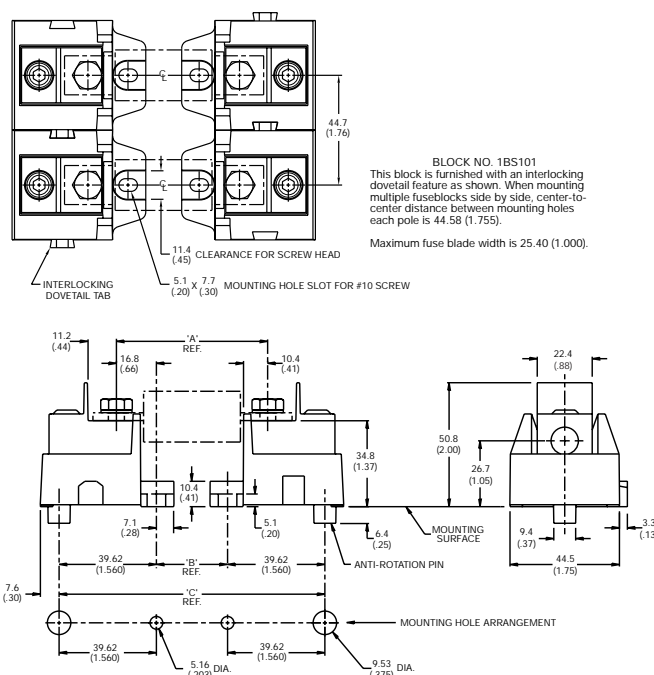 44.7
(1.76)
BLOCK NO. 1BS101
This block is furnished with an interlocking
dovetail feature as shown. When mounting
multiple fuseblocks side by side, center-to-
center distance between mounting holes
each pole is 44.58 (1.755).
Maximum fuse blade width is 25.40 (1.000).
CL
CL
11.4
(.45)
CLEARANCE FOR SCREW HEAD
5.1
(.20)
X
7.7
(.30)
MOUNTING HOLE SLOT FOR #10 SCREW
INTERLOCKING
DOVETAIL TAB
11.2
(.44)
'A'
REF.
16.8
(.66)
10.4
(.41)
22.4
(.88)
50.8
(2.00)
34.8
(1.37)
26.7
(1.05)
10.4
(.41)
7.1
(.28)
5.1
(.20)
6.4
(.25)
MOUNTING
SURFACE
9.4
(.37)
3.3
(.13
44.5
(1.75)
ANTI-ROTATION PIN
39.62
(1.560)
'B'
REF.
39.62
(1.560)
7.6
(.30)
'C'
REF.
MOUNTING HOLE ARRANGEMENT
39.62
(1.560)
39.62
(1.560)
5.16
(.203)
DIA.
9.53
(.375)
DIA.